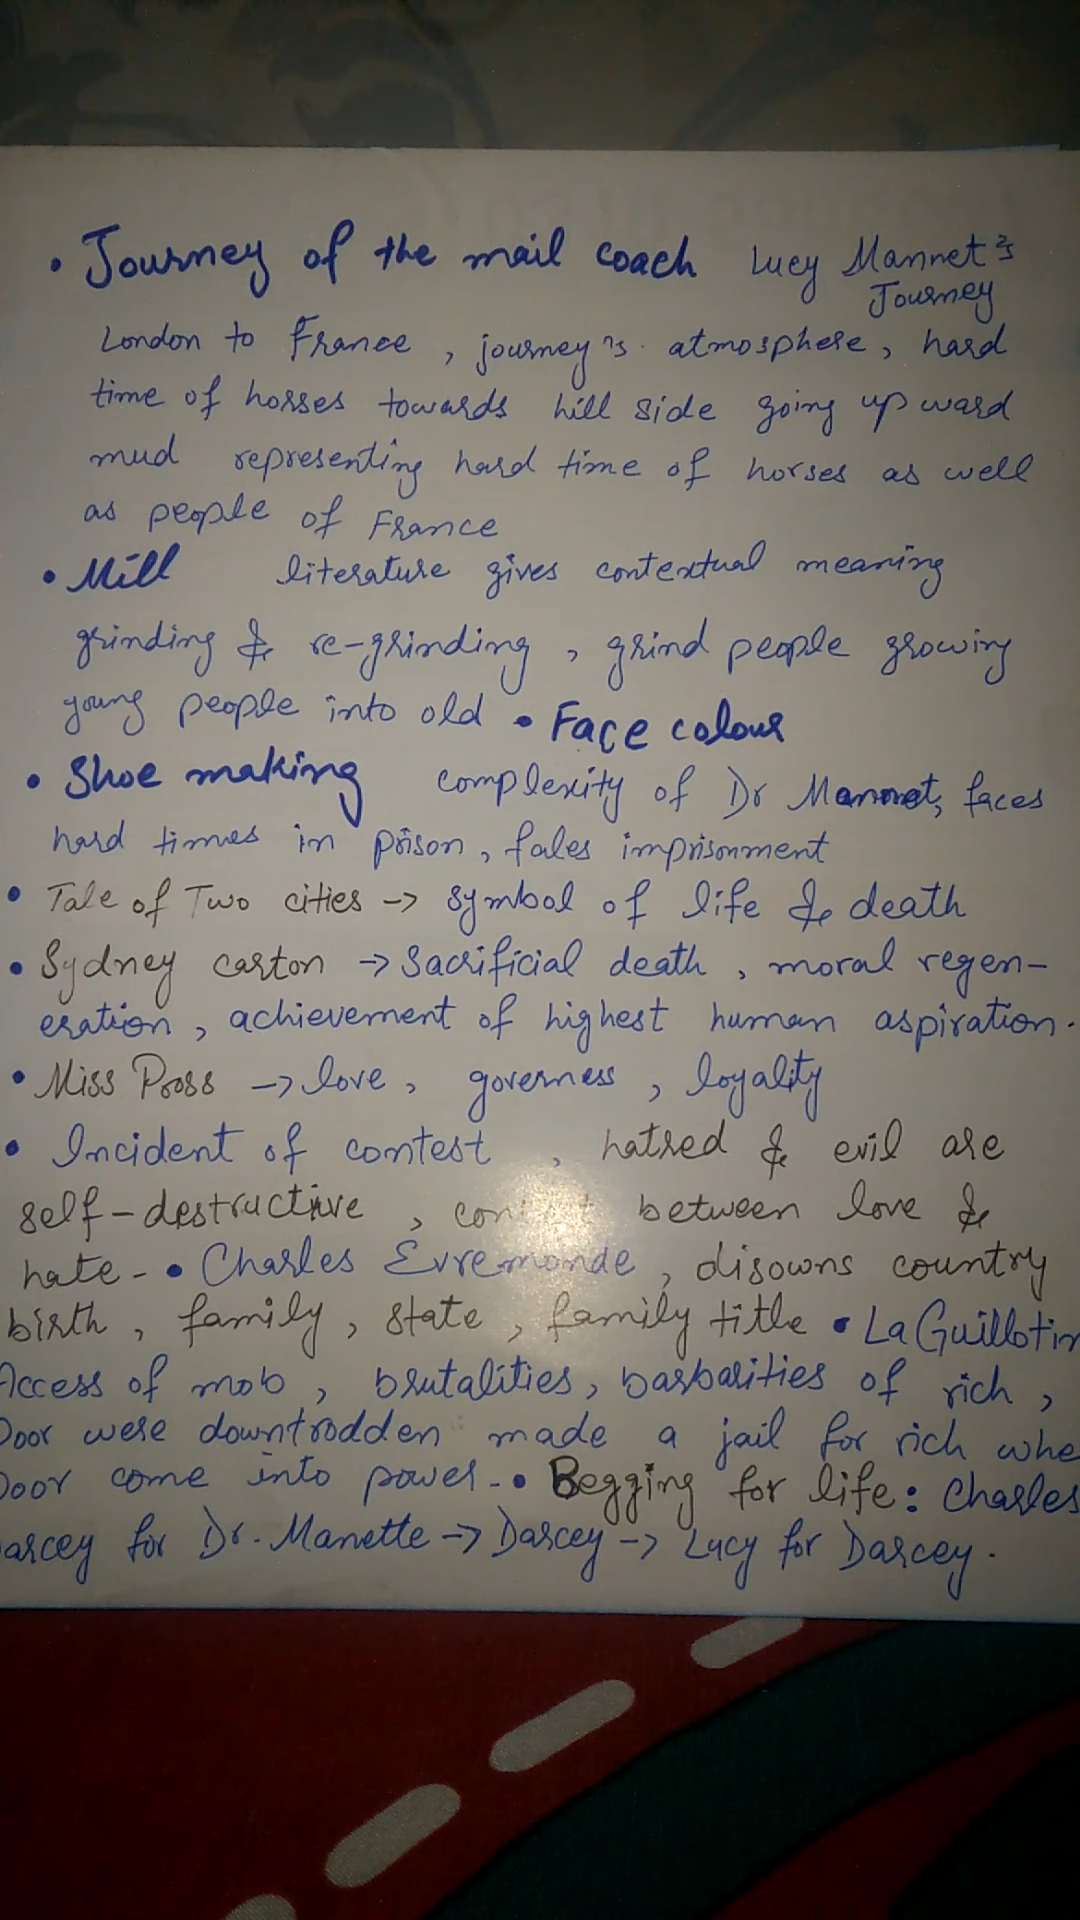 • Journey of the mail coach Lucy Mannet's
Journey
London to France, journey's atmosphere, hard
time of horses towards hill side going upward
mud representing hard time of horses as well
as people of France
• Mill literature gives contextual meaning
grinding & re-grinding, grind people growing
young people into old • Face colour
• Shoe making complexity of Dr Mannet, faces
hard times in prison, fales imprisonment
• Tale of Two cities -> symbol of life & death
• Sydney carton -> Sacrificial death, moral regen-
eration, achievement of highest human aspiration.
• Miss Pross -> love, governess, loyality
• Incident of contest, hatred & evil are
self-destructive, between love &
hate - • Charles Evremonde, disowns country
birth, family, state, family title • La Guillotin
Access of mob, brutalities, barbarities of rich,
Poor were downtrodden made a jail for rich whe
Poor come into power - • Begging for life: Charles
arcey for Dr. Manette -> Darcey -> Lucy for Darcey.